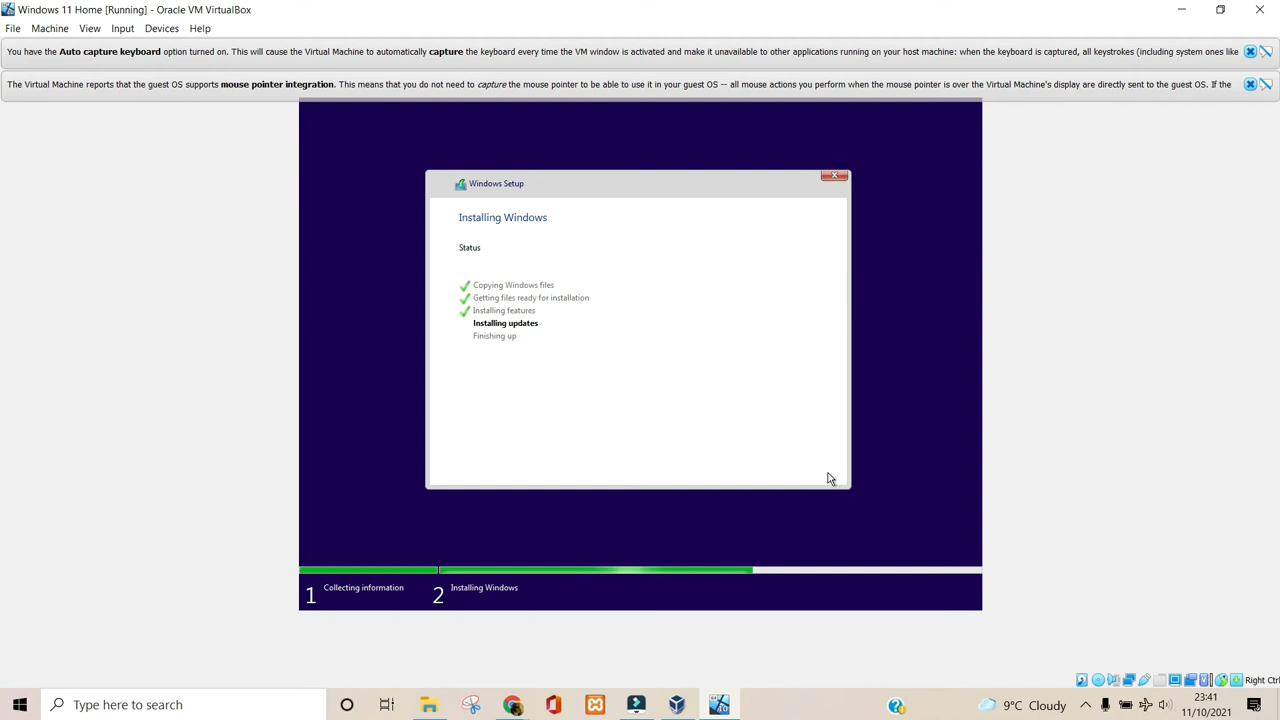 Windows 11 Home [Running] - Oracle VM VirtualBox
File Machine View Input Devices Help
You have the Auto capture keyboard option turned on. This will cause the Virtual Machine to automatically capture the keyboard every time the VM window is activated and make it unavailable to other applications running on your host machine: when the keyboard is captured, all keystrokes (including system ones like
The Virtual Machine reports that the guest OS supports mouse pointer integration. This means that you do not need to capture the mouse pointer to be able to use it in your guest OS -- all mouse actions you perform when the mouse pointer is over the Virtual Machine's display are directly sent to the guest OS. If the
Windows Setup
Installing Windows
Status
Copying Windows files
Getting files ready for installation
Installing features
Installing updates
Finishing up
1 Collecting information
2 Installing Windows
Right Ctrl
Type here to search
9°C Cloudy
23:41
11/10/2021